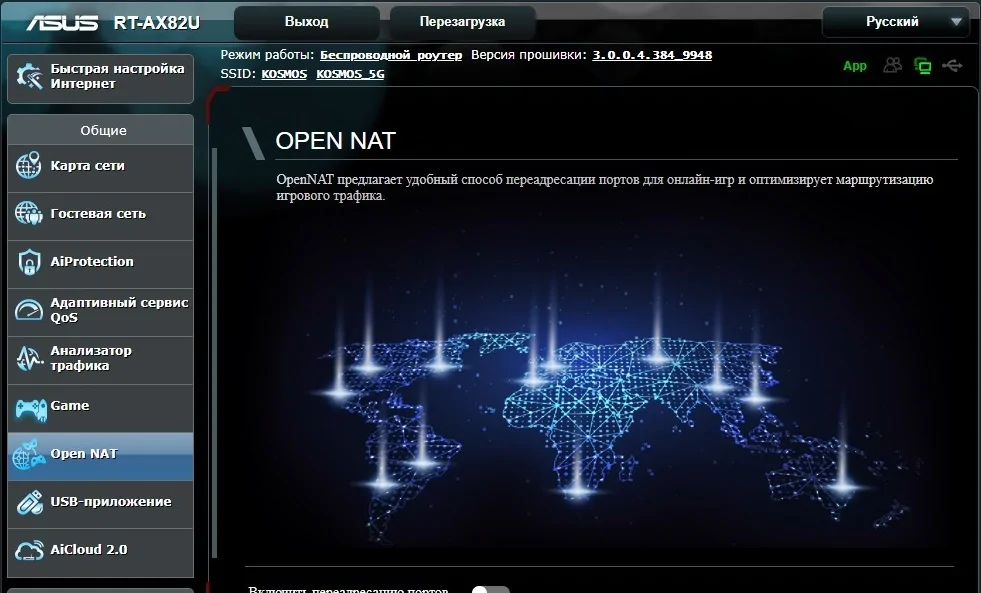 ASUS RT-AX82U Выход Перезагрузка Русский
Режим работы: Беспроводной роутер Версия прошивки: 3.0.0.4.384_9948
SSID: KOSMOS KOSMOS_5G
App
Быстрая настройка
Интернет
Общие
Карта сети
Гостевая сеть
AiProtection
Адаптивный сервис
QoS
Анализатор
трафика
Game
Open NAT
USB-приложение
AiCloud 2.0
OPEN NAT
OpenNAT предлагает удобный способ переадресации портов для онлайн-игр и оптимизирует маршрутизацию
игрового трафика.
Включить переадресацию портов